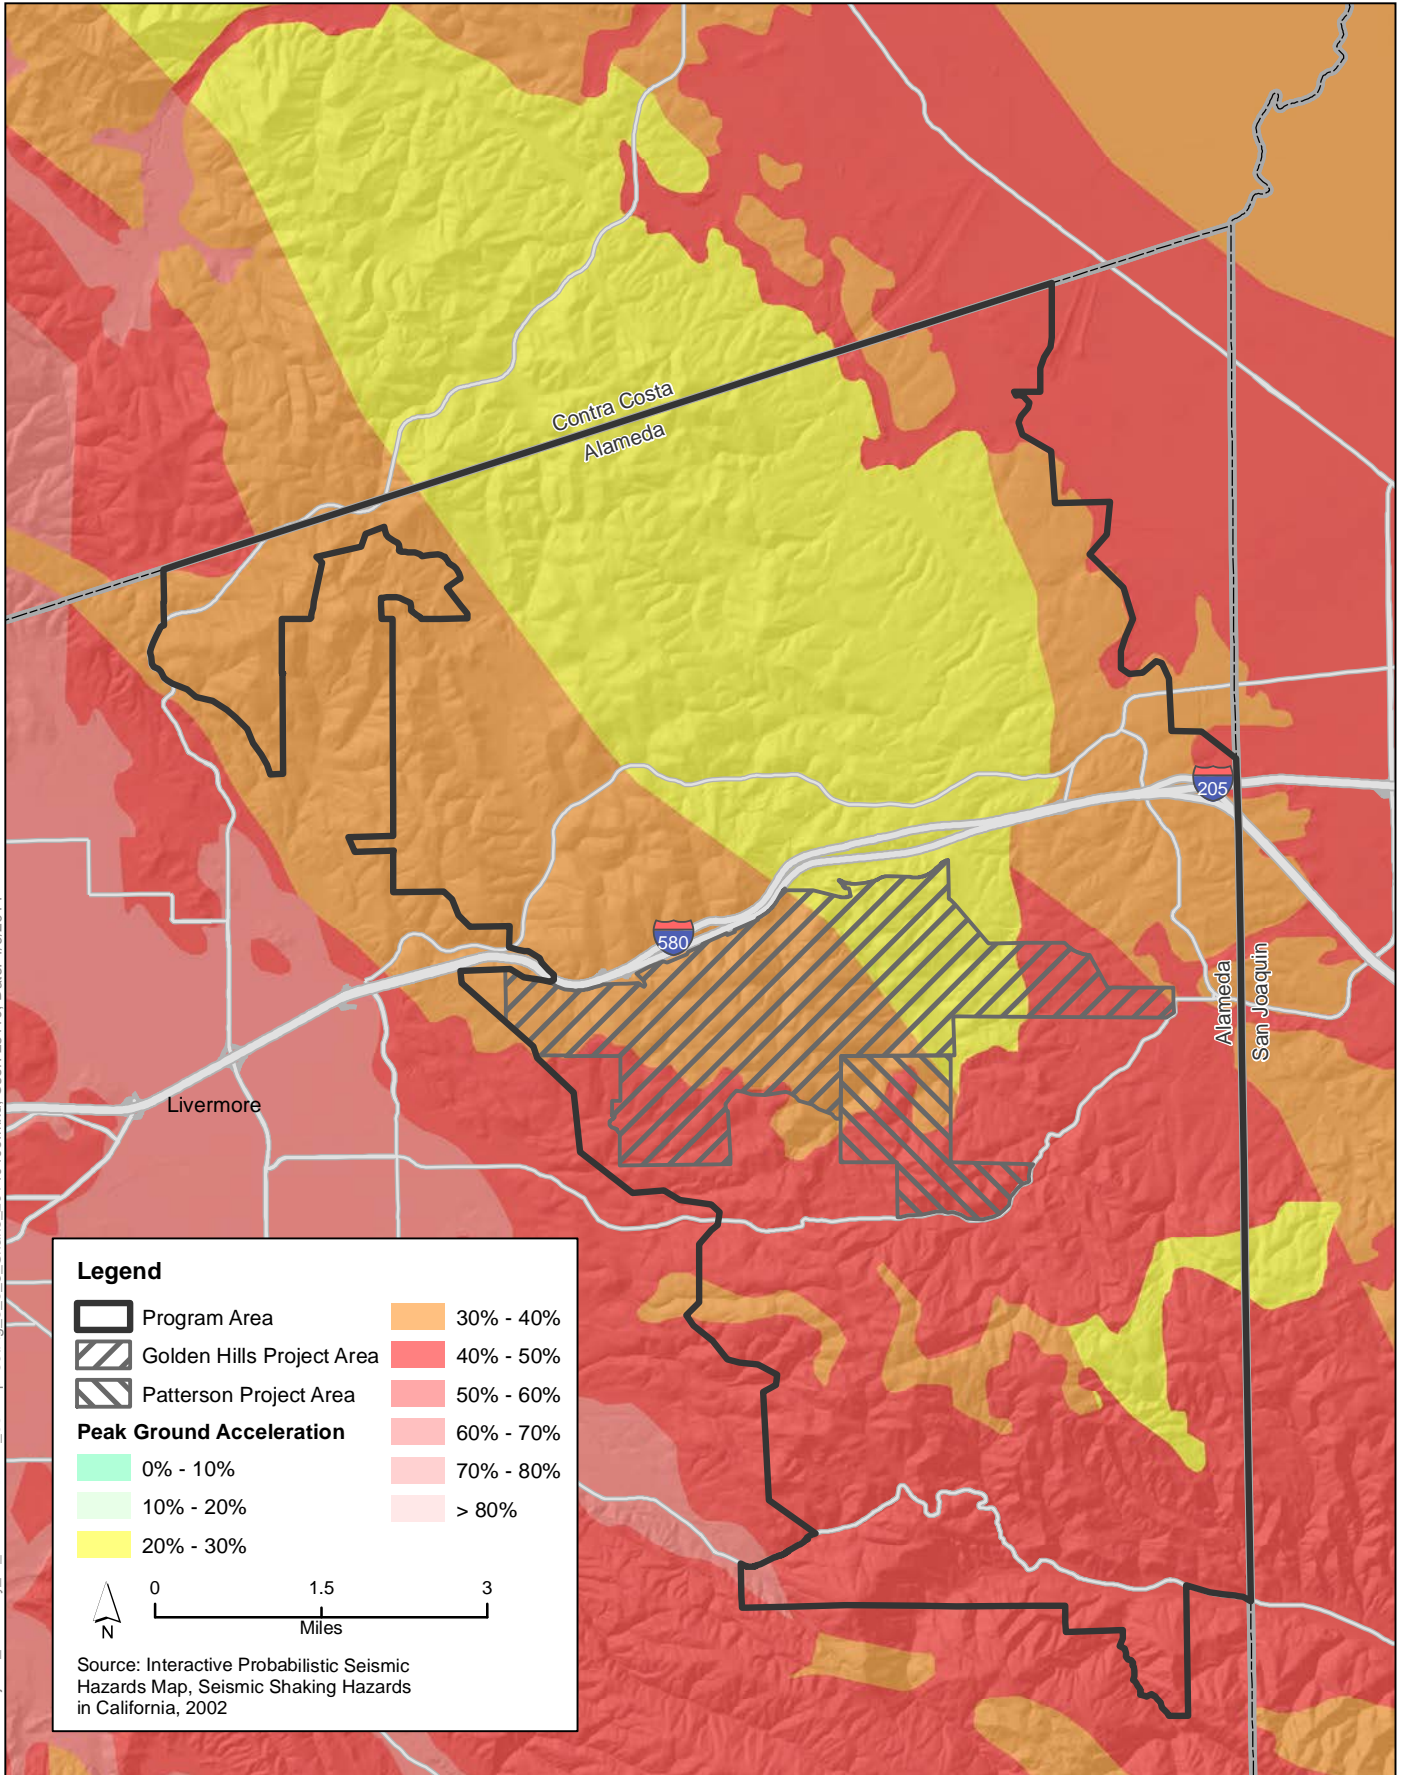 Contra Costa
Alameda
205
580
Alameda
San Joaquin
Livermore
Legend
Program Area
Golden Hills Project Area
Patterson Project Area
Peak Ground Acceleration
0% - 10%
10% - 20%
20% - 30%
30% - 40%
40% - 50%
50% - 60%
60% - 70%
70% - 80%
> 80%
N
0 1.5 3
Miles
Source: Interactive Probabilistic Seismic
Hazards Map, Seismic Shaking Hazards
in California, 2002